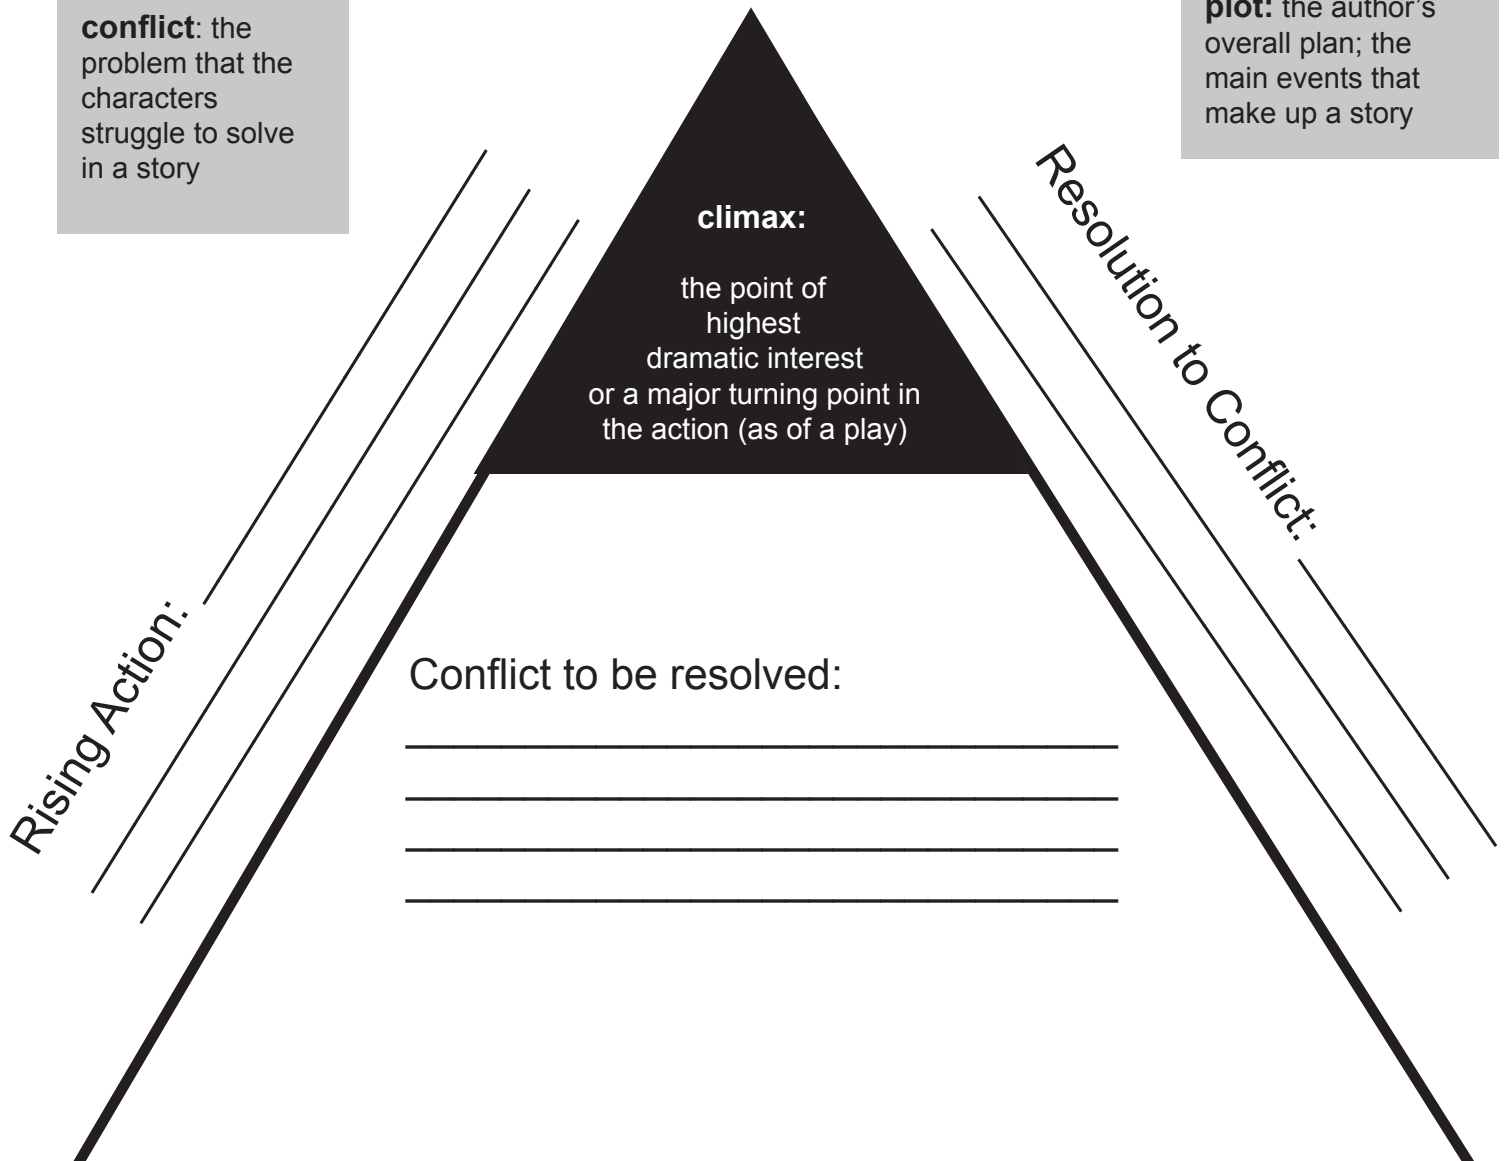 conflict: the
problem that the
characters
struggle to solve
in a story
plot: the author's
overall plan; the
main events that
make up a story
climax:
the point of
highest
dramatic interest
or a major turning point in
the action (as of a play)
Rising Action:
Resolution to Conflict:
Conflict to be resolved: